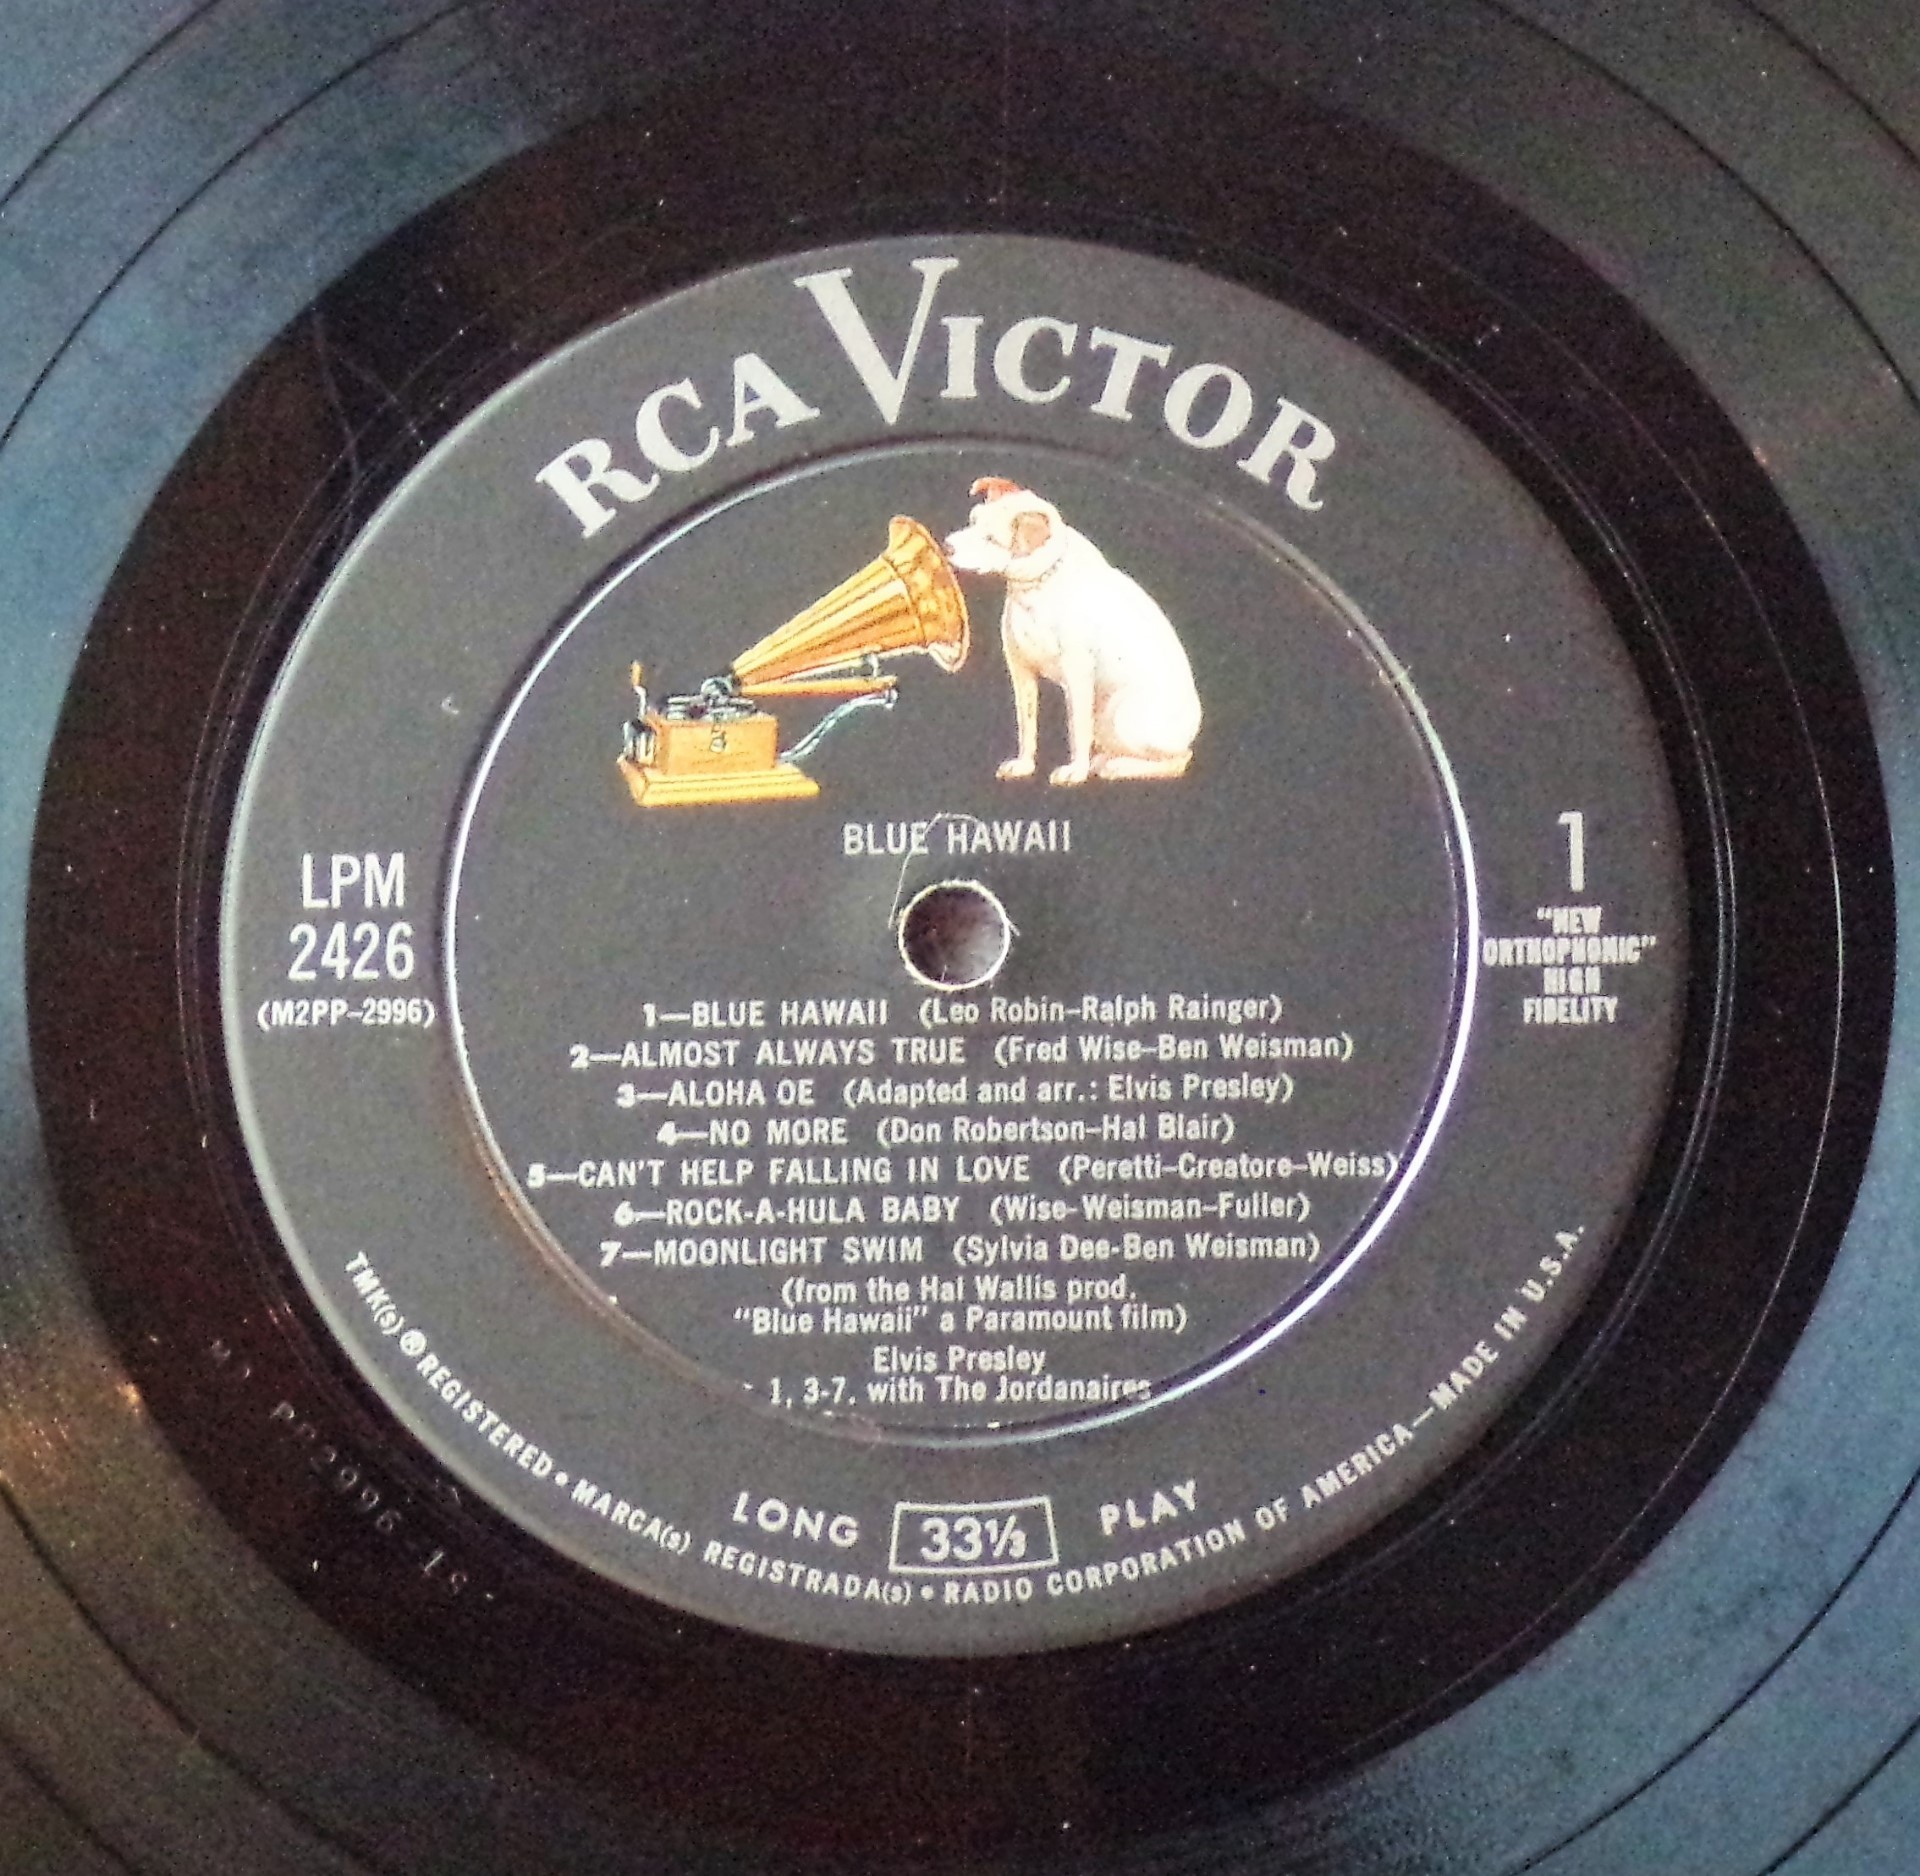 RCA VICTOR
BLUE HAWAII
LPM
2426
(M2PP-2996)
1
"NEW
ORTHOPHONIC"
HIGH
FIDELITY
1—BLUE HAWAII (Leo Robin-Ralph Rainger)
2—ALMOST ALWAYS TRUE (Fred Wise-Ben Weisman)
3—ALOHA OE (Adapted and arr.: Elvis Presley)
4—NO MORE (Don Robertson-Hal Blair)
5—CAN'T HELP FALLING IN LOVE (Peretti-Creatore-Weiss)
6—ROCK-A-HULA BABY (Wise-Weisman-Fuller)
7—MOONLIGHT SWIM (Sylvia Dee-Ben Weisman)
(from the Hal Wallis prod.
"Blue Hawaii" a Paramount film)
Elvis Presley
1, 3-7, with The Jordanaires
LONG 33⅓ PLAY
TMK(s) ® REGISTERED • MARCA(s) REGISTRADA(s) • RADIO CORPORATION OF AMERICA—MADE IN U.S.A.